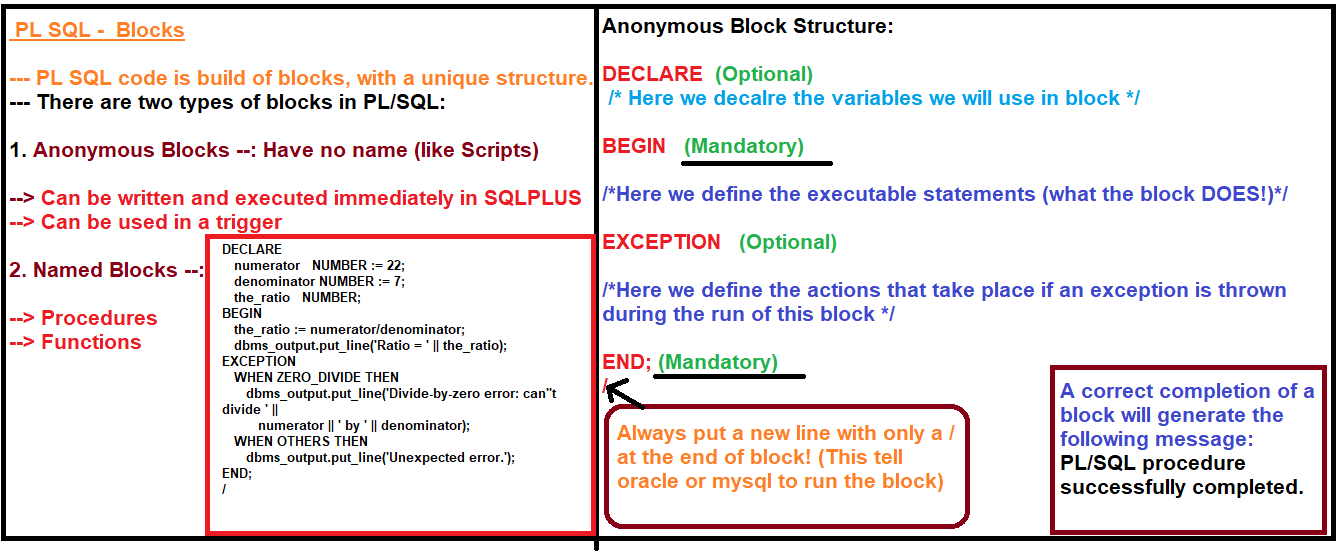 PL SQL - Blocks
--- PL SQL code is build of blocks, with a unique structure.
--- There are two types of blocks in PL/SQL:
1. Anonymous Blocks --: Have no name (like Scripts)
--> Can be written and executed immediately in SQLPLUS
--> Can be used in a trigger
2. Named Blocks --:
--> Procedures
--> Functions
DECLARE
numerator NUMBER := 22;
denominator NUMBER := 7;
the_ratio NUMBER;
BEGIN
the_ratio := numerator/denominator;
dbms_output.put_line('Ratio = ' || the_ratio);
EXCEPTION
WHEN ZERO_DIVIDE THEN
dbms_output.put_line('Divide-by-zero error: can''t
divide ' ||
numerator || ' by ' || denominator);
WHEN OTHERS THEN
dbms_output.put_line('Unexpected error.');
END;
/
Anonymous Block Structure:
DECLARE (Optional)
/* Here we decalre the variables we will use in block */
BEGIN (Mandatory)
/*Here we define the executable statements (what the block DOES!)*/
EXCEPTION (Optional)
/*Here we define the actions that take place if an exception is thrown
during the run of this block */
END; (Mandatory)
/
Always put a new line with only a /
at the end of block! (This tell
oracle or mysql to run the block)
A correct completion of a
block will generate the
following message:
PL/SQL procedure
successfully completed.